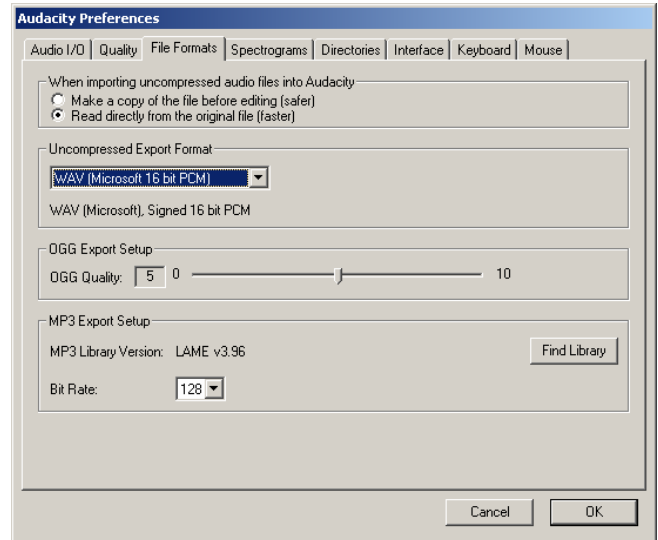 Audacity Preferences
Audio I/O Quality File Formats Spectrograms Directories Interface Keyboard Mouse
When importing uncompressed audio files into Audacity
Make a copy of the file before editing (safer)
Read directly from the original file (faster)
Uncompressed Export Format
WAV (Microsoft 16 bit PCM)
WAV (Microsoft), Signed 16 bit PCM
OGG Export Setup
OGG Quality: 5 0 10
MP3 Export Setup
MP3 Library Version: LAME v3.96 Find Library
Bit Rate: 128
Cancel OK